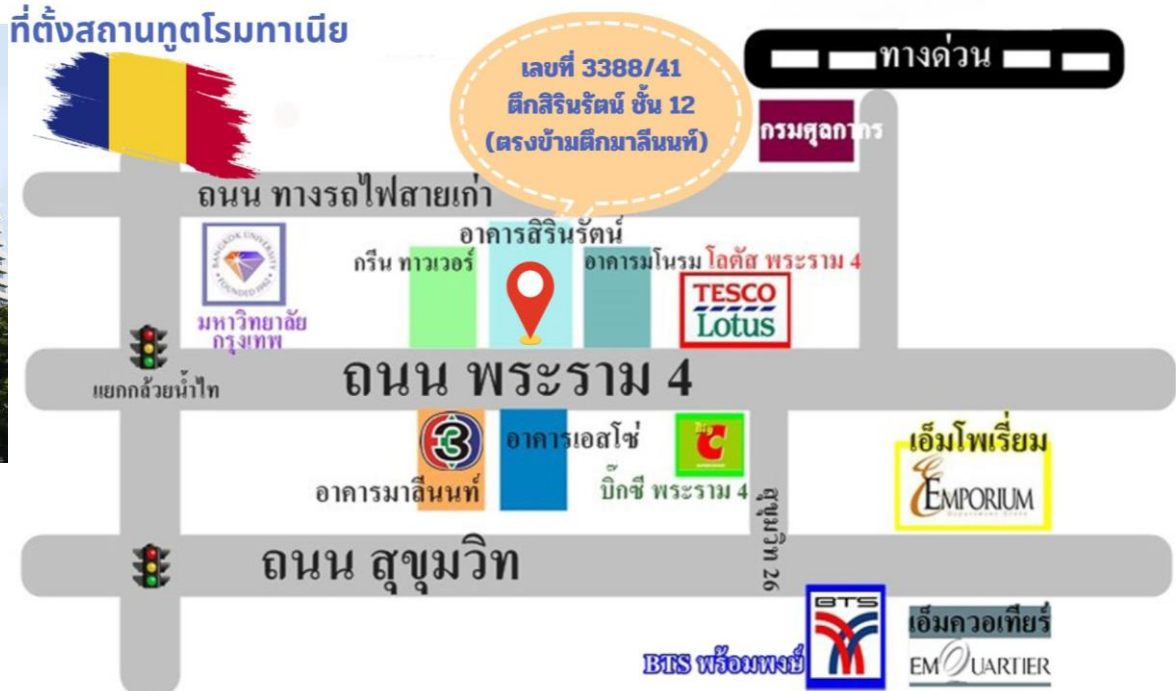 ที่ตั้งสถานทูตโรมทาเนีย
เลขที่ 3388/41
ตึกสิรินรัตน์ ชั้น 12
(ตรงข้ามตึกมาลีนนท์)
ทางด่วน
กรมศุลกากร
ถนน ทางรถไฟสายเก่า
อาคารสิรินรัตน์
กรีน ทาวเวอร์
อาคารมโนรม
โลตัส พระราม 4
BANGKOK UNIVERSITY
FOUNDED 1962
มหาวิทยาลัย
กรุงเทพ
TESCO
Lotus
ถนน พระราม 4
แยกกล้วยน้ำไท
3
อาคารเอสโซ่
Big C
เอ็มโพเรี่ยม
EMPORIUM
อาคารมาลีนนท์
บิ๊กซี พระราม 4
สุขุมวิท 26
ถนน สุขุมวิท
BTS
BTS พร้อมพงษ์
เอ็มควอเทียร์
EMQUARTIER